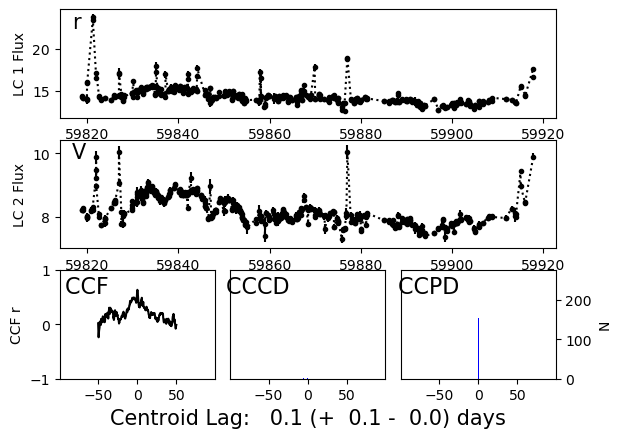 LC 1 Flux
r
20
15
59820 59840 59860 59880 59900 59920
LC 2 Flux
V
10
8
59820 59840 59860 59880 59900 59920
CCF r
CCF CCCD CCPD
1
0
−1
200
100
0
N
−50 0 50 −50 0 50 −50 0 50
Centroid Lag: 0.1 (+ 0.1 - 0.0) days